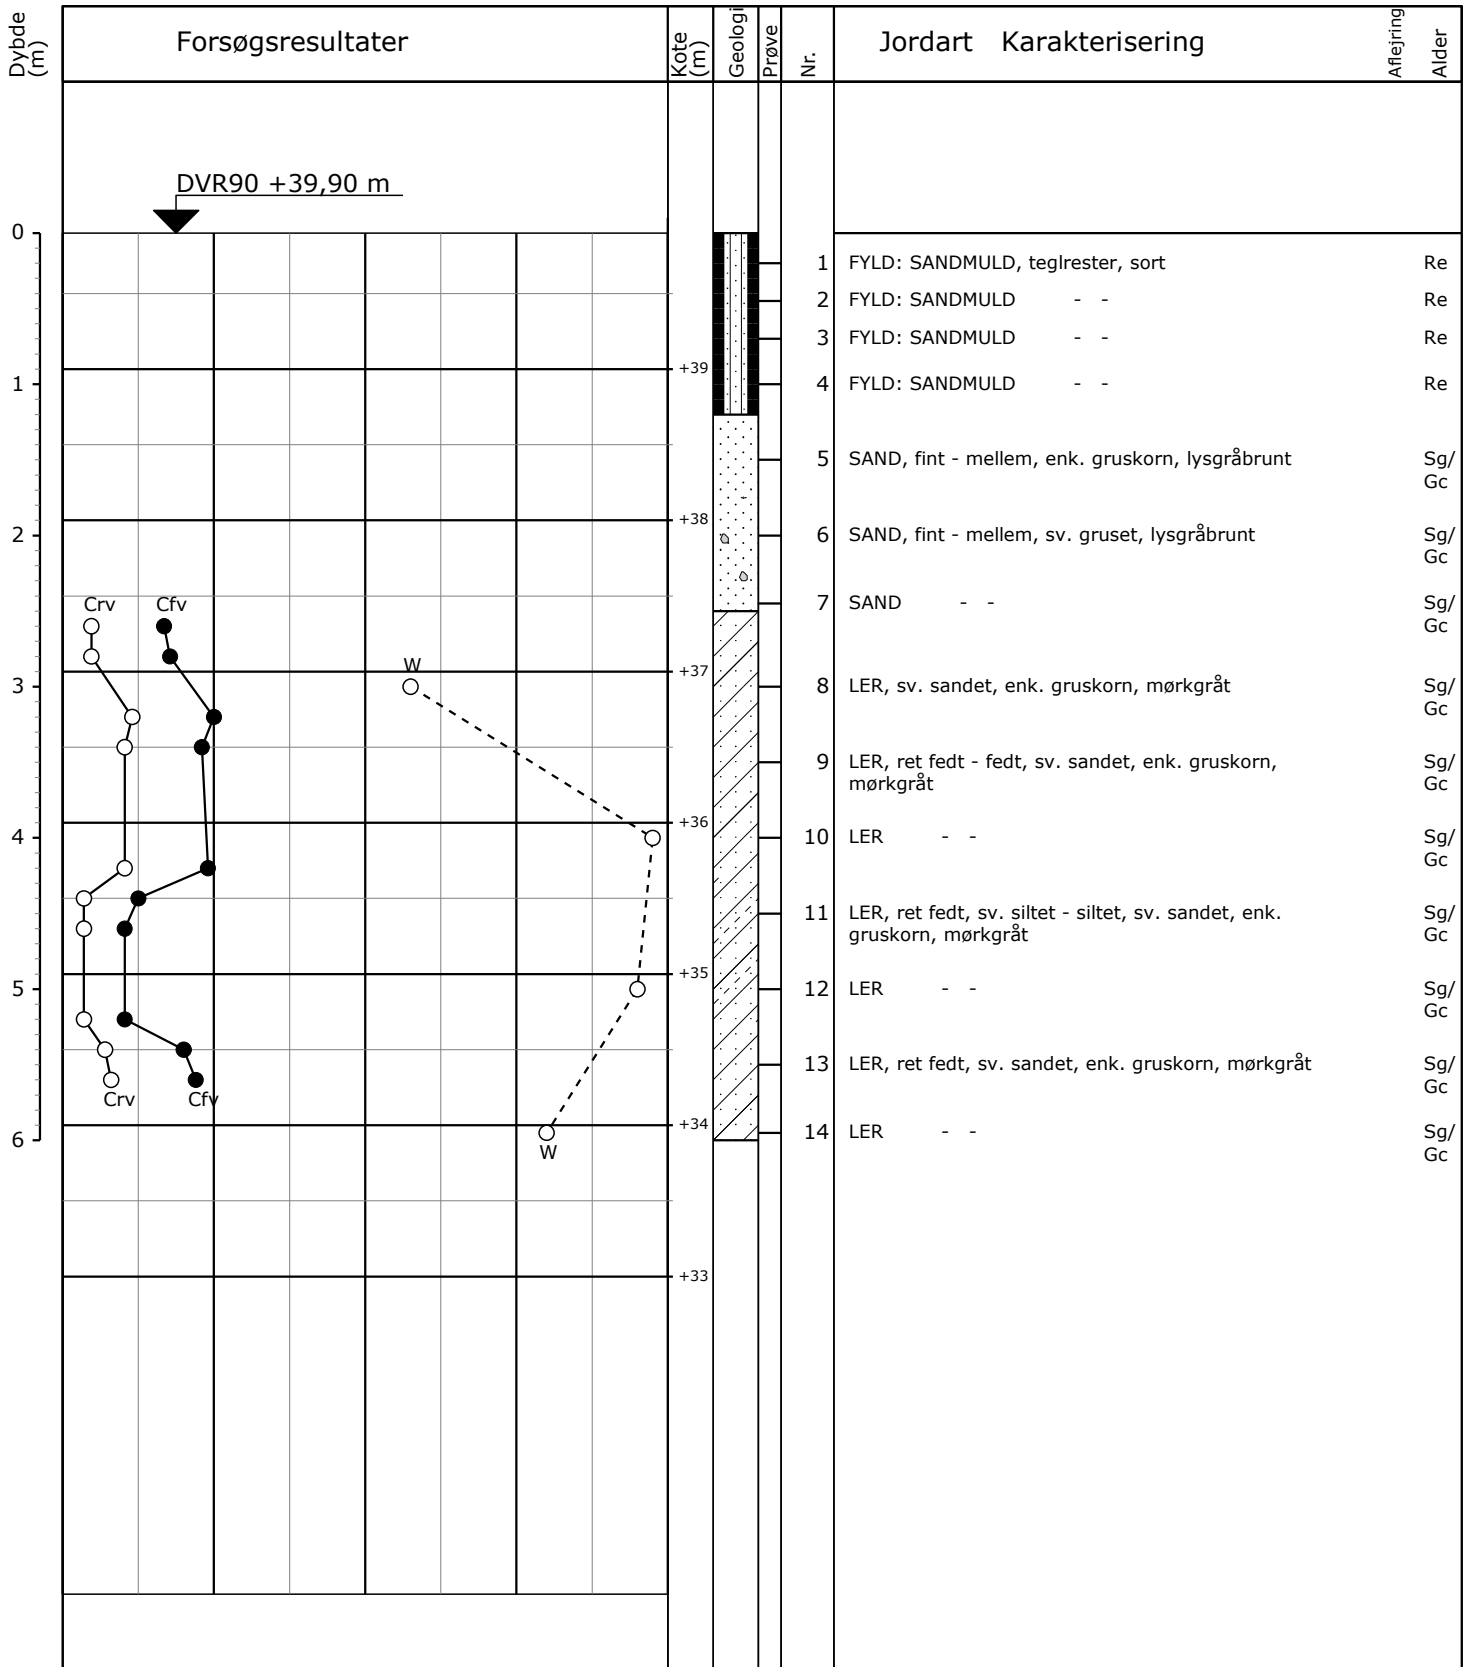 Dybde
(m)
Forsøgsresultater
Kote
(m)
Geologi
Prøve
Nr.
Jordart Karakterisering
Aflejring
Alder
DVR90 +39,90 m
0
1 FYLD: SANDMULD, teglrester, sort Re
2 FYLD: SANDMULD - - Re
3 FYLD: SANDMULD - - Re
+39
1
4 FYLD: SANDMULD - - Re
5 SAND, fint - mellem, enk. gruskorn, lysgråbrunt Sg/
Gc
+38
2
6 SAND, fint - mellem, sv. gruset, lysgråbrunt Sg/
Gc
Crv Cfv
7 SAND - - Sg/
Gc
W
+37
3
8 LER, sv. sandet, enk. gruskorn, mørkgråt Sg/
Gc
9 LER, ret fedt - fedt, sv. sandet, enk. gruskorn, Sg/
mørkgråt Gc
+36
4
10 LER - - Sg/
Gc
11 LER, ret fedt, sv. siltet - siltet, sv. sandet, enk. Sg/
gruskorn, mørkgråt Gc
+35
5
12 LER - - Sg/
Gc
13 LER, ret fedt, sv. sandet, enk. gruskorn, mørkgråt Sg/
Gc
Crv Cfv
+34
6
14 LER - - Sg/
Gc
W
+33